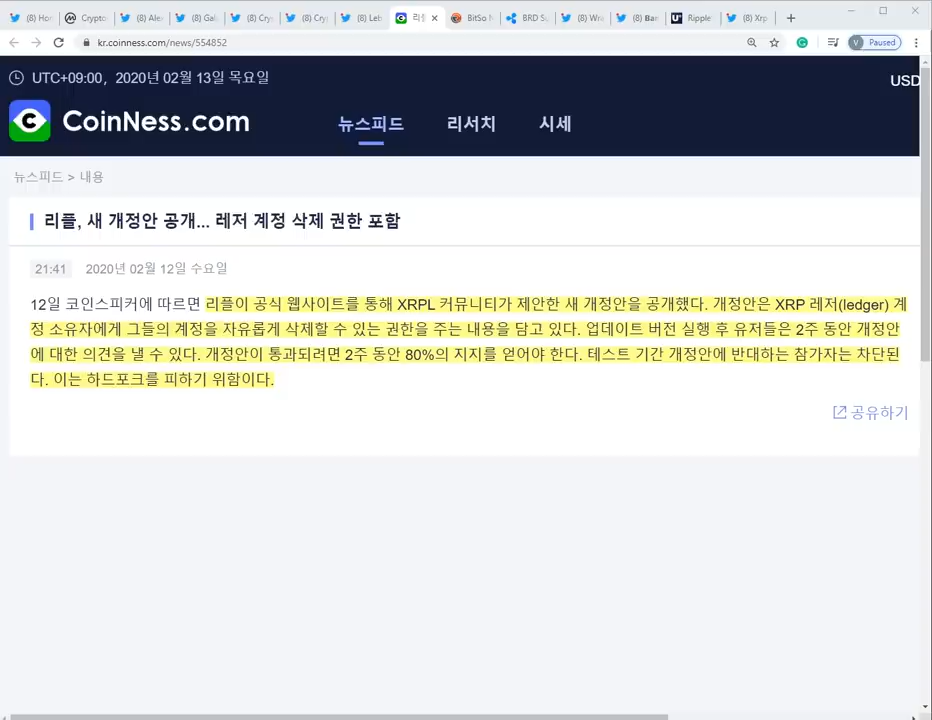 (8) Hor
Crypto
(8) Ale
(8) Gal
(8) Cry
(8) Cry
(8) Leb
리플
BitSo N
BRD Su
(8) Wra
(8) Bar
Ripple'
(8) Xrp
kr.coinness.com/news/554852
V Paused
UTC+09:00, 2020년 02월 13일 목요일
USD
CoinNess.com
뉴스피드 리서치 시세
뉴스피드 > 내용
리플, 새 개정안 공개... 레저 계정 삭제 권한 포함
21:41 2020년 02월 12일 수요일
12일 코인스피커에 따르면 리플이 공식 웹사이트를 통해 XRPL 커뮤니티가 제안한 새 개정안을 공개했다. 개정안은 XRP 레저(ledger) 계
정 소유자에게 그들의 계정을 자유롭게 삭제할 수 있는 권한을 주는 내용을 담고 있다. 업데이트 버전 실행 후 유저들은 2주 동안 개정안
에 대한 의견을 낼 수 있다. 개정안이 통과되려면 2주 동안 80%의 지지를 얻어야 한다. 테스트 기간 개정안에 반대하는 참가자는 차단된
다. 이는 하드포크를 피하기 위함이다.
공유하기